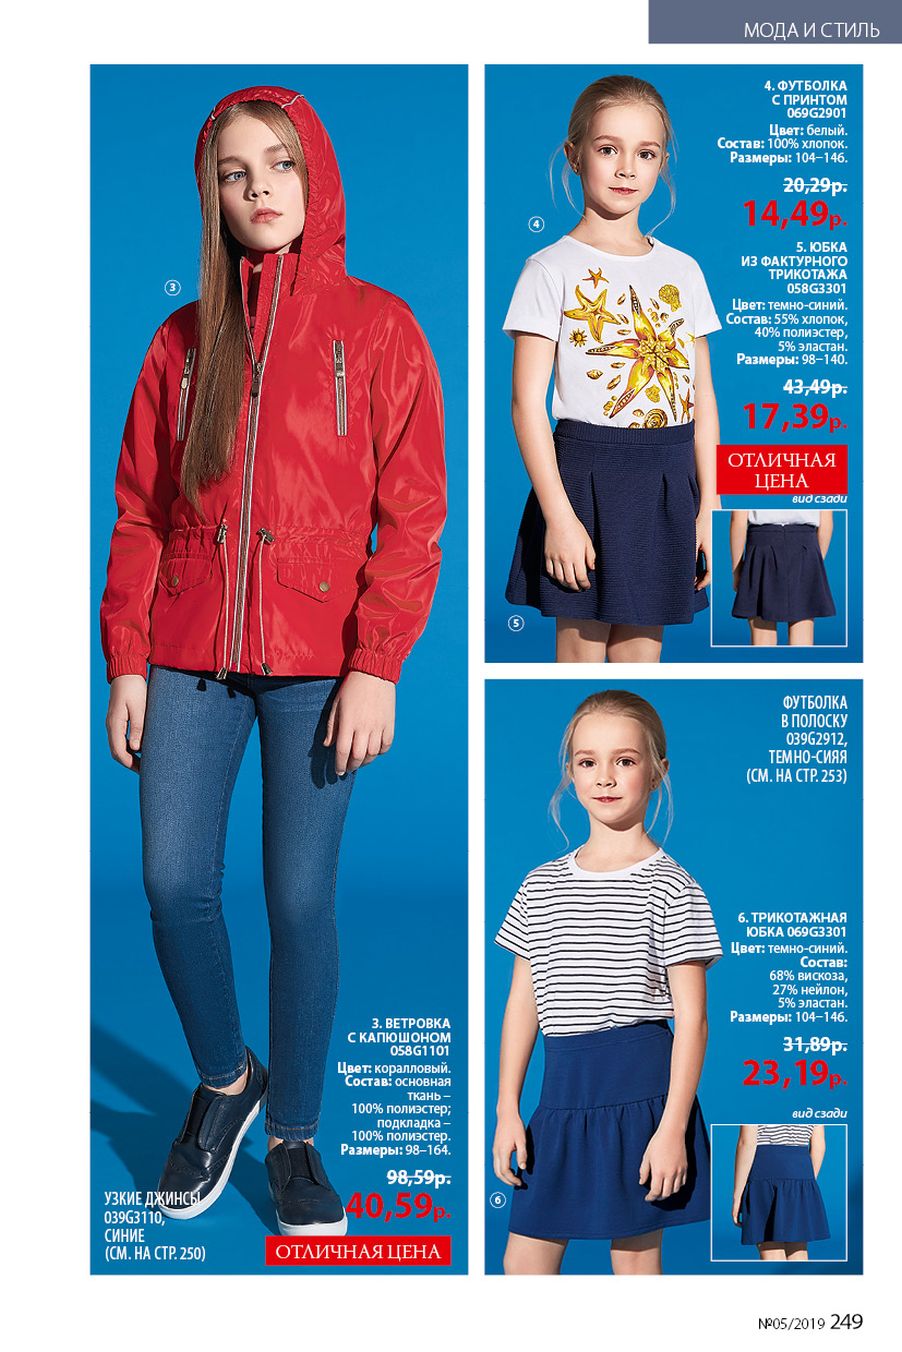 МОДА И СТИЛЬ
3
3. ВЕТРОВКА
С КАПЮШОНОМ
058G1101
Цвет: коралловый.
Состав: основная
ткань –
100% полиэстер;
подкладка –
100% полиэстер.
Размеры: 98–164.
98,59р.
40,59р.
ОТЛИЧНАЯ ЦЕНА
УЗКИЕ ДЖИНСЫ
039G3110,
СИНИЕ
(СМ. НА СТР. 250)
4
4. ФУТБОЛКА
С ПРИНТОМ
069G2901
Цвет: белый.
Состав: 100% хлопок.
Размеры: 104–146.
20,29р.
14,49р.
5. ЮБКА
ИЗ ФАКТУРНОГО
ТРИКОТАЖА
058G3301
Цвет: темно-синий.
Состав: 55% хлопок,
40% полиэстер,
5% эластан.
Размеры: 98–140.
43,49р.
17,39р.
ОТЛИЧНАЯ
ЦЕНА
вид сзади
5
ФУТБОЛКА
В ПОЛОСКУ
039G2912,
ТЕМНО-СИЯЯ
(СМ. НА СТР. 253)
6. ТРИКОТАЖНАЯ
ЮБКА 069G3301
Цвет: темно-синий.
Состав:
68% вискоза,
27% нейлон,
5% эластан.
Размеры: 104–146.
31,89р.
23,19р.
вид сзади
6
№05/2019 249